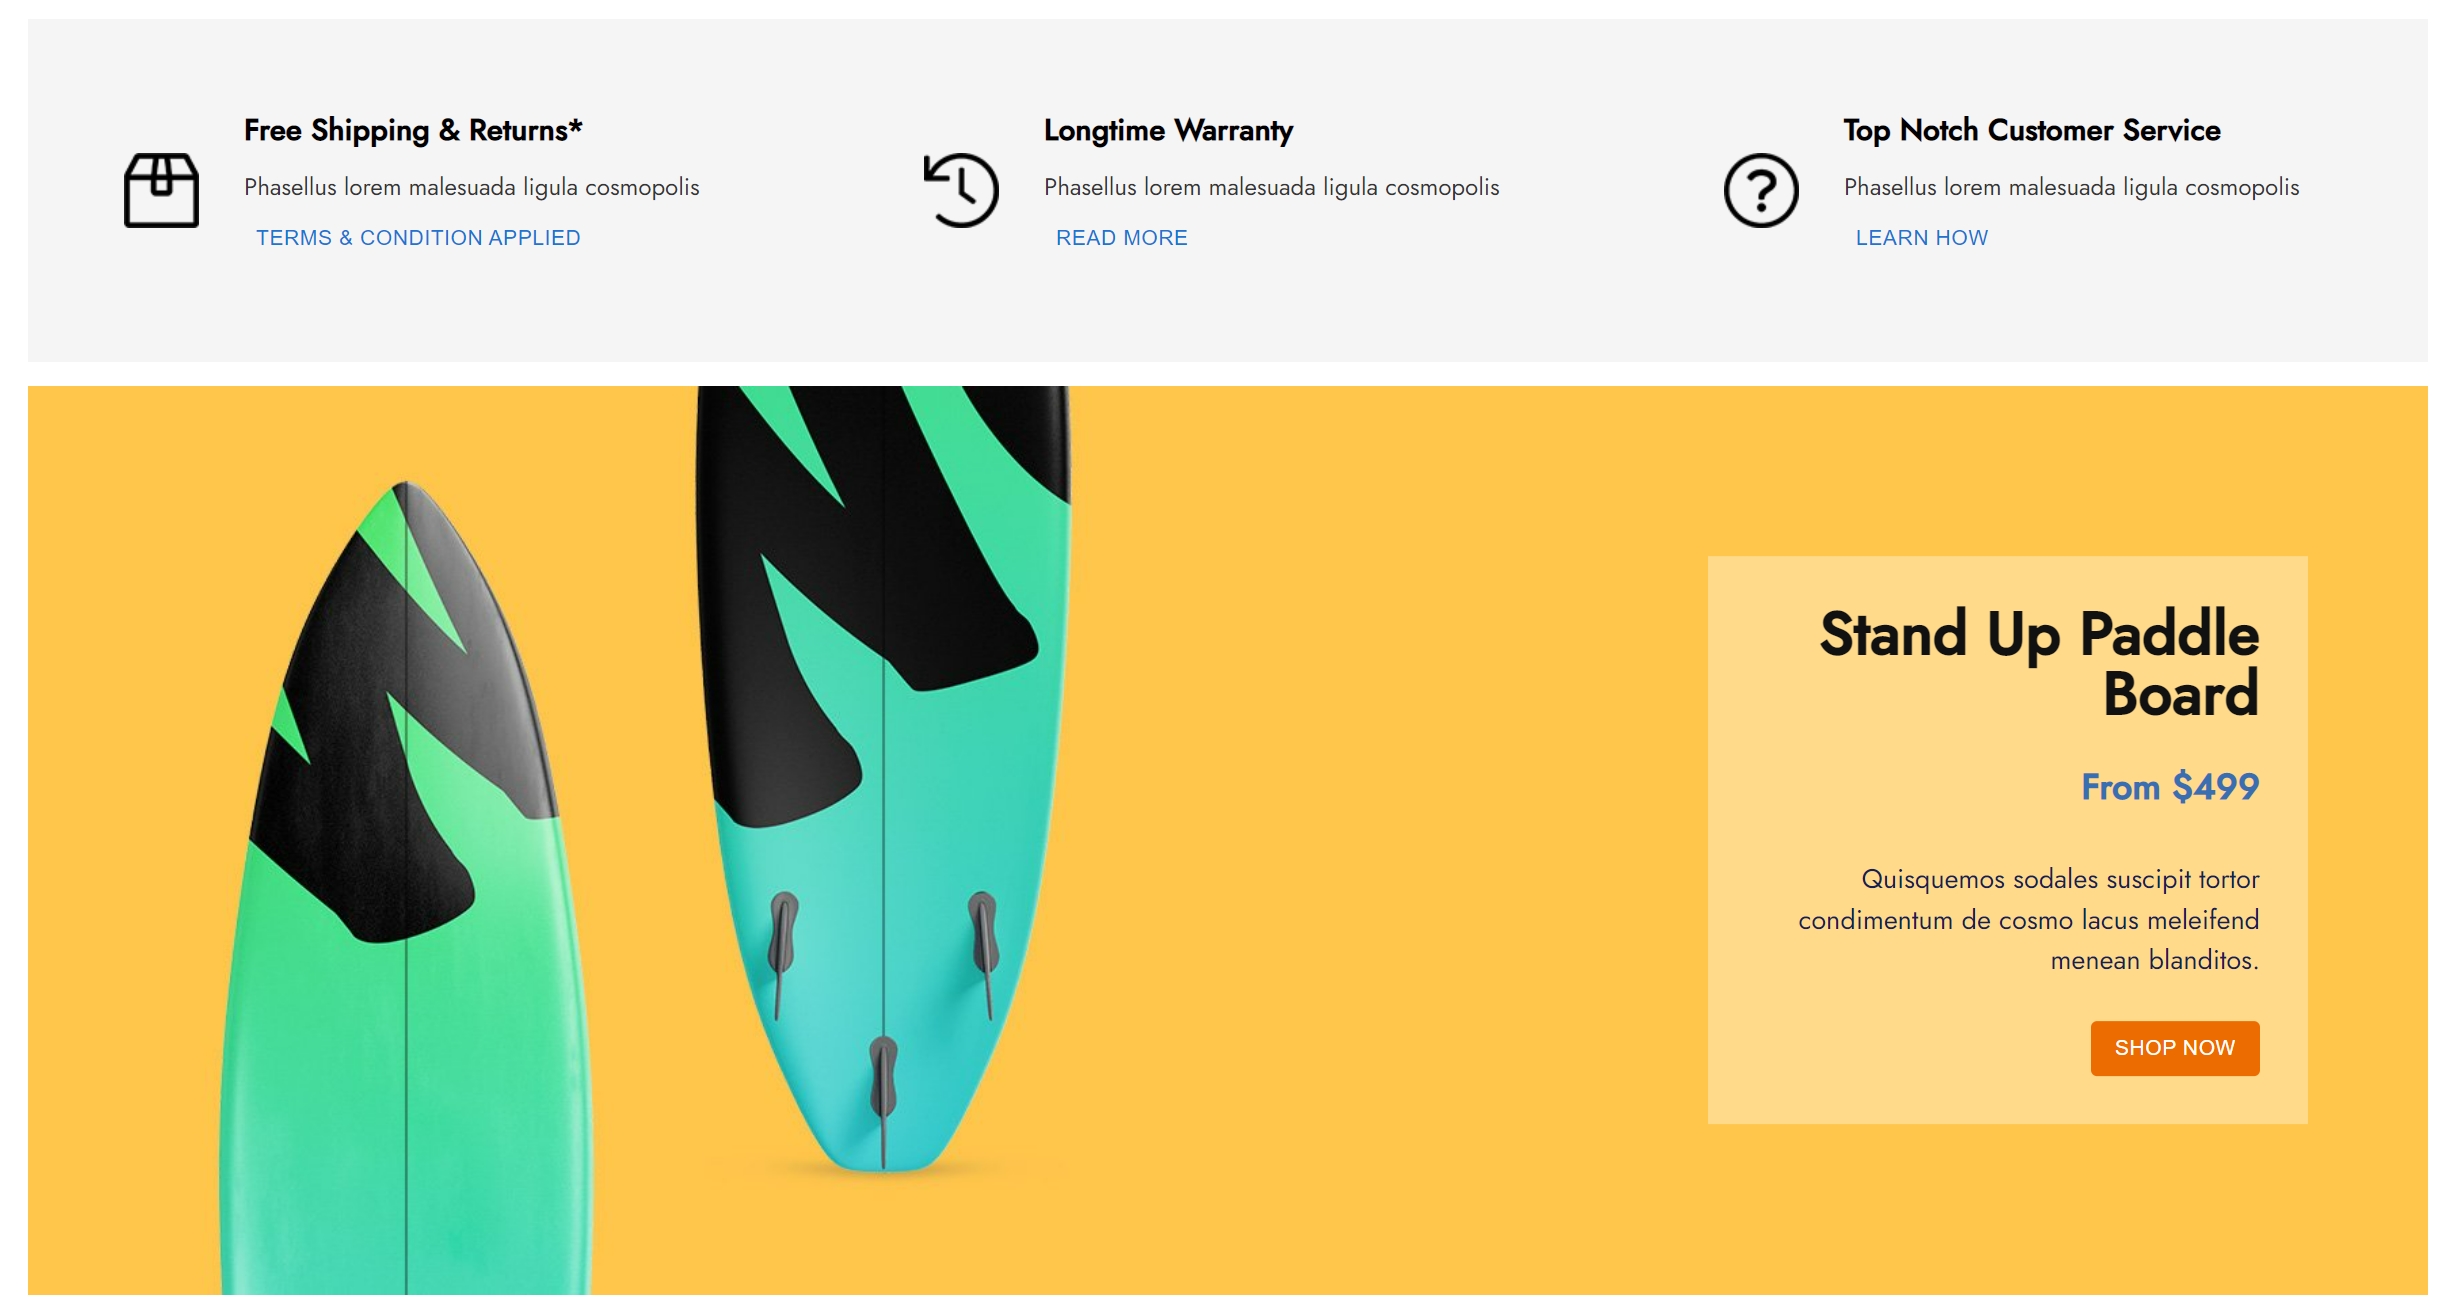 Free Shipping & Returns*
Phasellus lorem malesuada ligula cosmopolis
TERMS & CONDITION APPLIED
Longtime Warranty
Phasellus lorem malesuada ligula cosmopolis
READ MORE
Top Notch Customer Service
Phasellus lorem malesuada ligula cosmopolis
LEARN HOW
Stand Up Paddle
Board
From $499
Quisquemos sodales suscipit tortor
condimentum de cosmo lacus meleifend
menean blanditos.
SHOP NOW